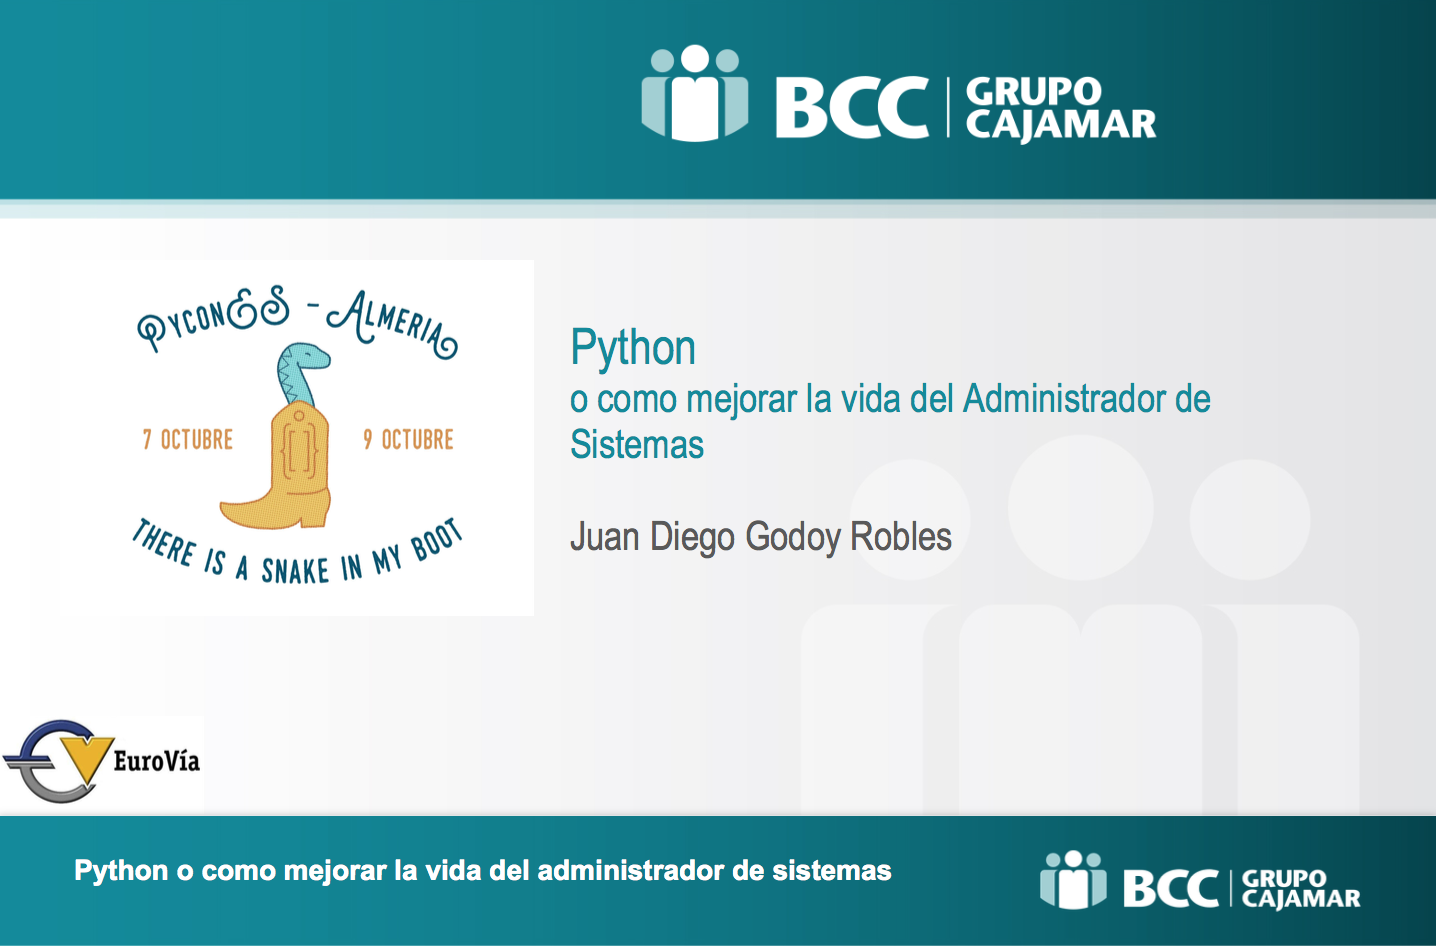 BCC GRUPO
CAJAMAR
PyconES - Almeria
7 OCTUBRE 9 OCTUBRE
THERE IS A SNAKE IN MY BOOT
Python
o como mejorar la vida del Administrador de
Sistemas
Juan Diego Godoy Robles
EuroVía
Python o como mejorar la vida del administrador de sistemas
BCC GRUPO
CAJAMAR